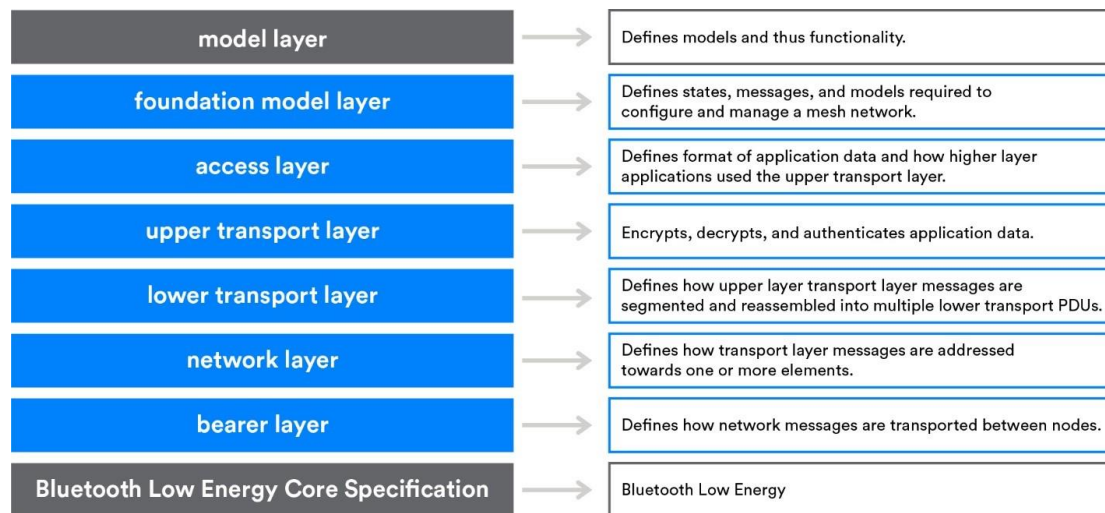 model layer
Defines models and thus functionality.
foundation model layer
Defines states, messages, and models required to
configure and manage a mesh network.
access layer
Defines format of application data and how higher layer
applications used the upper transport layer.
upper transport layer
Encrypts, decrypts, and authenticates application data.
lower transport layer
Defines how upper layer transport layer messages are
segmented and reassembled into multiple lower transport PDUs.
network layer
Defines how transport layer messages are addressed
towards one or more elements.
bearer layer
Defines how network messages are transported between nodes.
Bluetooth Low Energy Core Specification
Bluetooth Low Energy